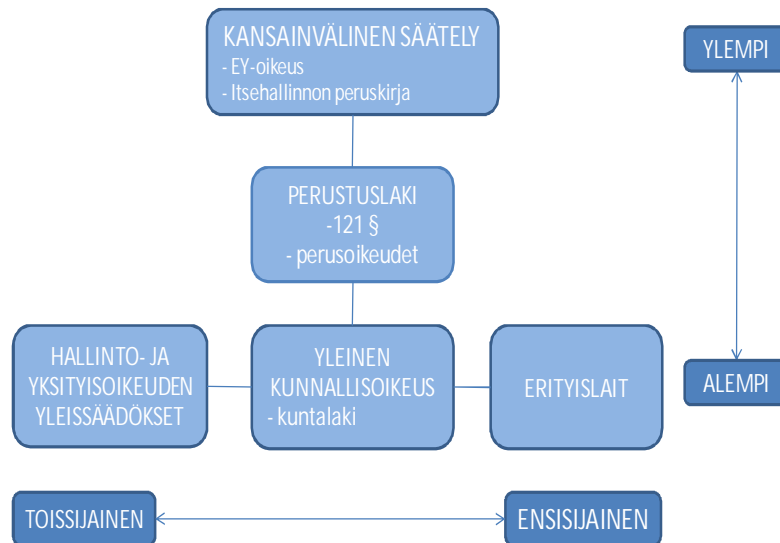 KANSAINVÄLINEN SÄÄTELY
- EY-oikeus
- Itsehallinnon peruskirja
YLEMPI
PERUSTUSLAKI
-121 §
- perusoikeudet
HALLINTO- JA
YKSITYISOIKEUDEN
YLEISSÄÄDÖKSET
YLEINEN
KUNNALLISOIKEUS
- kuntalaki
ERITYISLAIT
ALEMPI
TOISSIJAINEN
ENSISIJAINEN